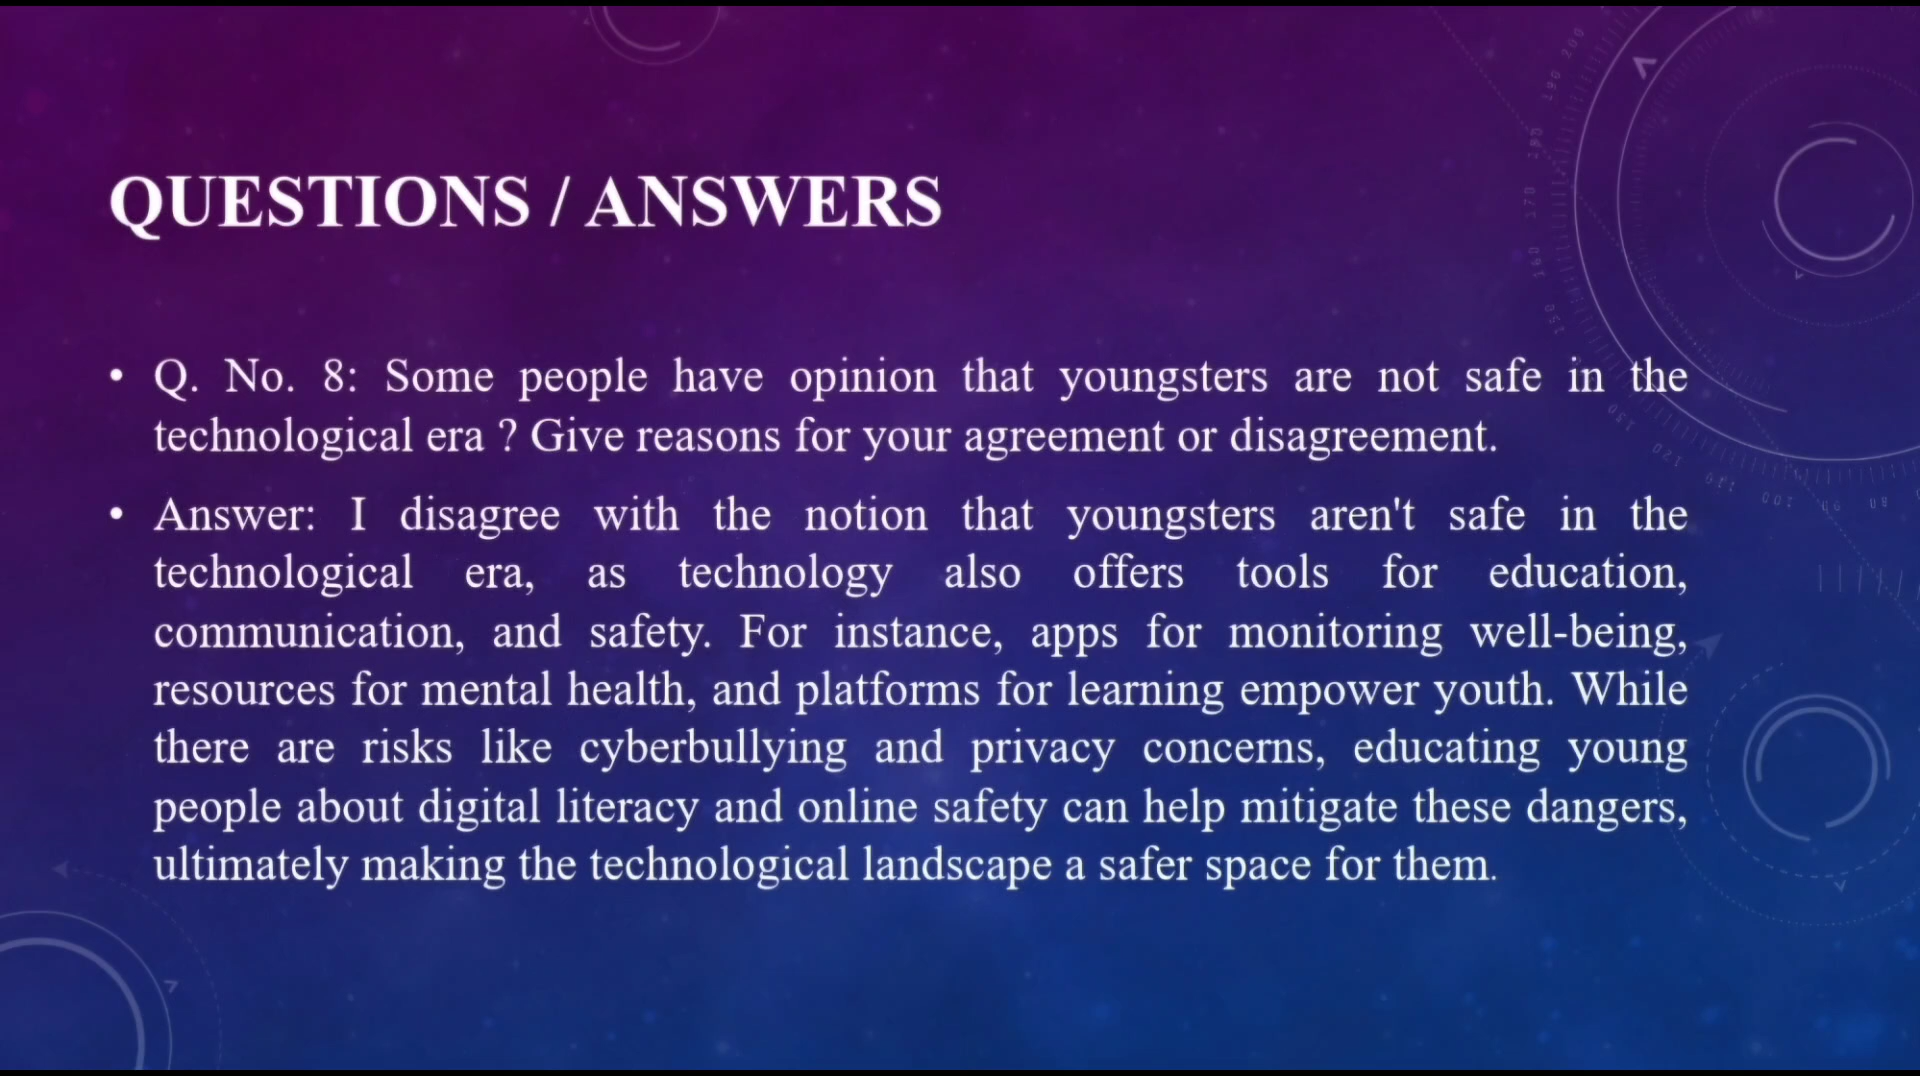 QUESTIONS / ANSWERS
• Q. No. 8: Some people have opinion that youngsters are not safe in the
technological era ? Give reasons for your agreement or disagreement.
• Answer: I disagree with the notion that youngsters aren't safe in the
technological era, as technology also offers tools for education,
communication, and safety. For instance, apps for monitoring well-being,
resources for mental health, and platforms for learning empower youth. While
there are risks like cyberbullying and privacy concerns, educating young
people about digital literacy and online safety can help mitigate these dangers,
ultimately making the technological landscape a safer space for them.